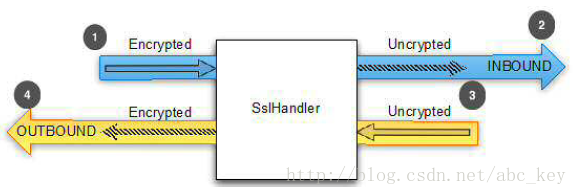 1
Encrypted
Uncrypted
2
INBOUND
SslHandler
4
Encrypted
Uncrypted
3
OUTBOUND
http://blog.csdn.net/abc_key